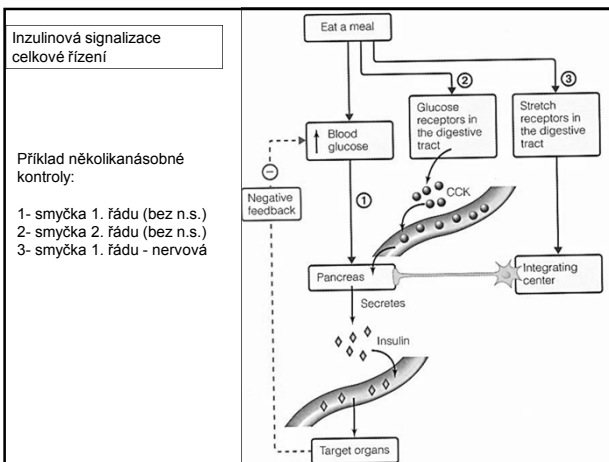 Inzulinová signalizace
celkové řízení
Příklad několikanásobné
kontroly:
1- smyčka 1. řádu (bez n.s.)
2- smyčka 2. řádu (bez n.s.)
3- smyčka 1. řádu - nervová
Eat a meal
2
3
Blood
glucose
Glucose
receptors in
the digestive
tract
Stretch
receptors in
the digestive
tract
−
Negative
feedback
1
CCK
Pancreas
Integrating
center
Secretes
Insulin
Target organs